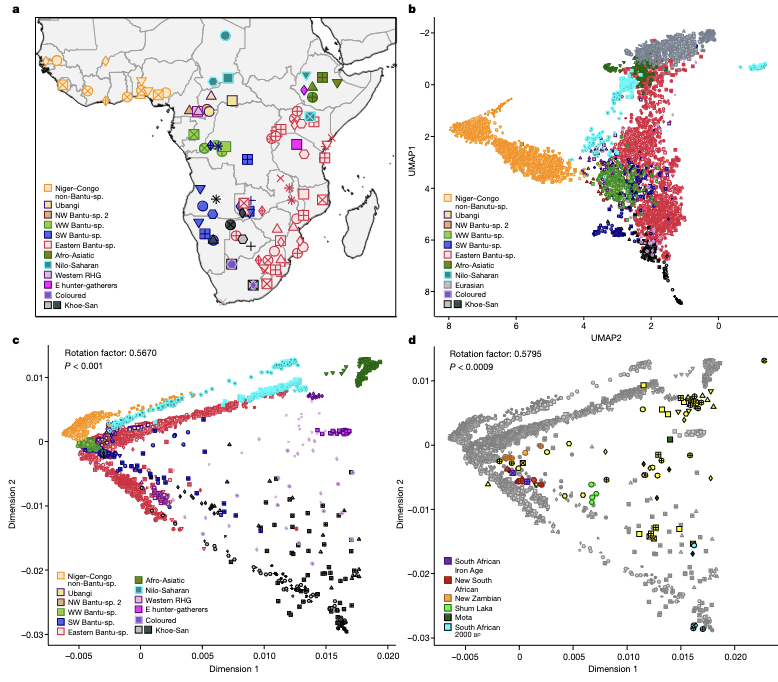 a
Niger-Congo
non-Bantu-sp.
Ubangi
NW Bantu-sp. 2
WW Bantu-sp.
SW Bantu-sp.
Eastern Bantu-sp.
Afro-Asiatic
Nilo-Saharan
Western RHG
E hunter-gatherers
Coloured
Khoe-San
b
−2
0
2
4
6
8
UMAP1
Niger-Congo
non-Banutu-sp.
Ubangi
NW Bantu-sp. 2
WW Bantu-sp.
SW Bantu-sp.
Eastern Bantu-sp.
Afro-Asiatic
Nilo-Saharan
Eurasian
Coloured
Khoe-San
8
6
4
2
0
UMAP2
c
Rotation factor: 0.5670
P < 0.001
0.01
0
−0.01
−0.02
−0.03
Dimension 2
Niger-Congo
non-Bantu-sp.
Ubangi
NW Bantu-sp. 2
WW Bantu-sp.
SW Bantu-sp.
Eastern Bantu-sp.
Afro-Asiatic
Nilo-Saharan
Western RHG
E hunter-gatherers
Coloured
Khoe-San
−0.005
0
0.005
0.010
0.015
0.020
Dimension 1
d
Rotation factor: 0.5795
P < 0.0009
0.01
0
−0.01
−0.02
−0.03
Dimension 2
South African
Iron Age
New South
African
New Zambian
Shum Laka
Mota
South African
2000 BP
−0.005
0
0.005
0.010
0.015
0.020
Dimension 1